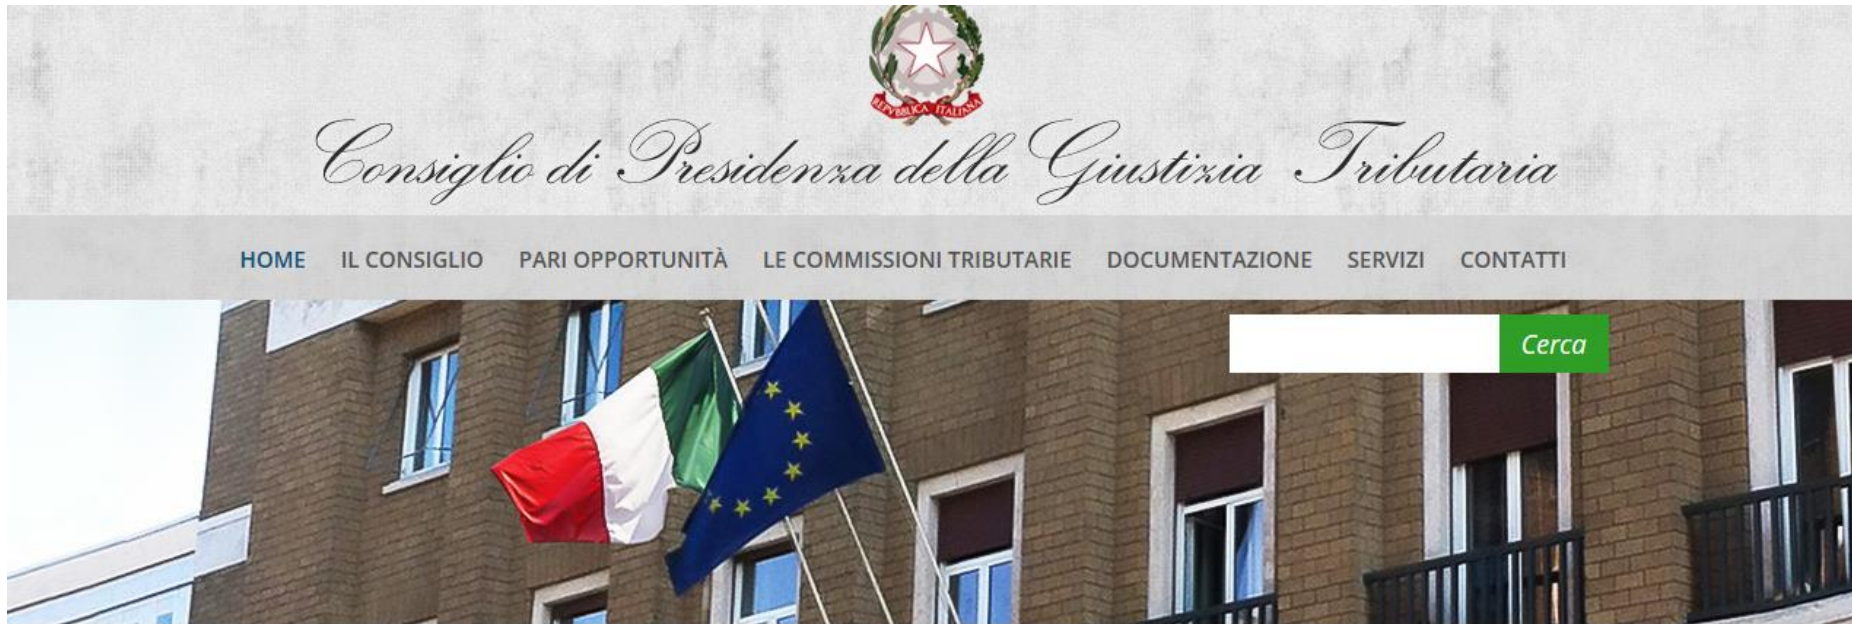 REPVBBLICA ITALIANA
Consiglio di Presidenza della Giustizia Tributaria
HOME IL CONSIGLIO PARI OPPORTUNITÀ LE COMMISSIONI TRIBUTARIE DOCUMENTAZIONE SERVIZI CONTATTI
Cerca